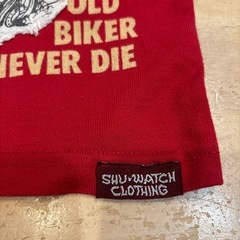 OLD
BIKER
NEVER DIE
SHU·WATCH
CLOTHING